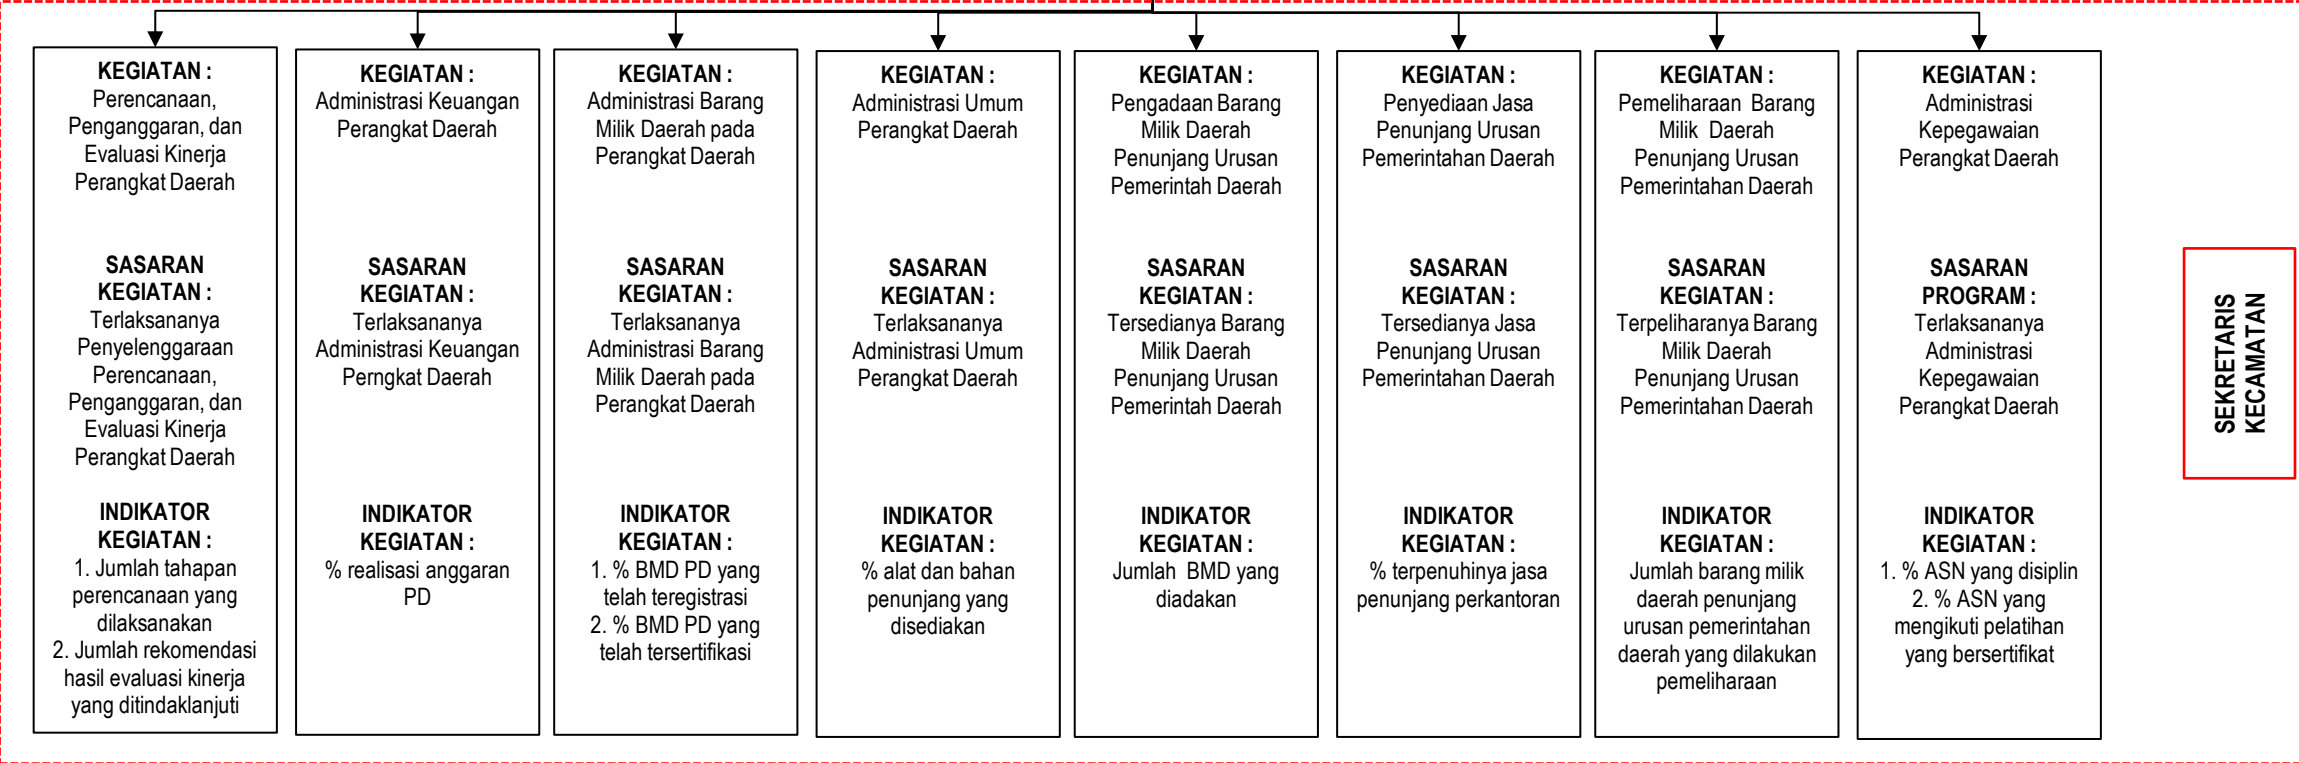 KEGIATAN :
Perencanaan,
Penganggaran, dan
Evaluasi Kinerja
Perangkat Daerah
SASARAN
KEGIATAN :
Terlaksananya
Penyelenggaraan
Perencanaan,
Penganggaran, dan
Evaluasi Kinerja
Perangkat Daerah
INDIKATOR
KEGIATAN :
1. Jumlah tahapan
perencanaan yang
dilaksanakan
2. Jumlah rekomendasi
hasil evaluasi kinerja
yang ditindaklanjuti
KEGIATAN :
Administrasi Keuangan
Perangkat Daerah
SASARAN
KEGIATAN :
Terlaksananya
Administrasi Keuangan
Perngkat Daerah
INDIKATOR
KEGIATAN :
% realisasi anggaran
PD
KEGIATAN :
Administrasi Barang
Milik Daerah pada
Perangkat Daerah
SASARAN
KEGIATAN :
Terlaksananya
Administrasi Barang
Milik Daerah pada
Perangkat Daerah
INDIKATOR
KEGIATAN :
1. % BMD PD yang
telah teregistrasi
2. % BMD PD yang
telah tersertifikasi
KEGIATAN :
Administrasi Umum
Perangkat Daerah
SASARAN
KEGIATAN :
Terlaksananya
Administrasi Umum
Perangkat Daerah
INDIKATOR
KEGIATAN :
% alat dan bahan
penunjang yang
disediakan
KEGIATAN :
Pengadaan Barang
Milik Daerah
Penunjang Urusan
Pemerintah Daerah
SASARAN
KEGIATAN :
Tersedianya Barang
Milik Daerah
Penunjang Urusan
Pemerintah Daerah
INDIKATOR
KEGIATAN :
Jumlah  BMD yang
diadakan
KEGIATAN :
Penyediaan Jasa
Penunjang Urusan
Pemerintahan Daerah
SASARAN
KEGIATAN :
Tersedianya Jasa
Penunjang Urusan
Pemerintahan Daerah
INDIKATOR
KEGIATAN :
% terpenuhinya jasa
penunjang perkantoran
KEGIATAN :
Pemeliharaan  Barang
Milik  Daerah
Penunjang Urusan
Pemerintahan Daerah
SASARAN
KEGIATAN :
Terpeliharanya Barang
Milik Daerah
Penunjang Urusan
Pemerintahan Daerah
INDIKATOR
KEGIATAN :
Jumlah barang milik
daerah penunjang
urusan pemerintahan
daerah yang dilakukan
pemeliharaan
KEGIATAN :
Administrasi
Kepegawaian
Perangkat Daerah
SASARAN
PROGRAM :
Terlaksananya
Administrasi
Kepegawaian
Perangkat Daerah
INDIKATOR
KEGIATAN :
1. % ASN yang disiplin
2. % ASN yang
mengikuti pelatihan
yang bersertifikat
SEKRETARIS
KECAMATAN